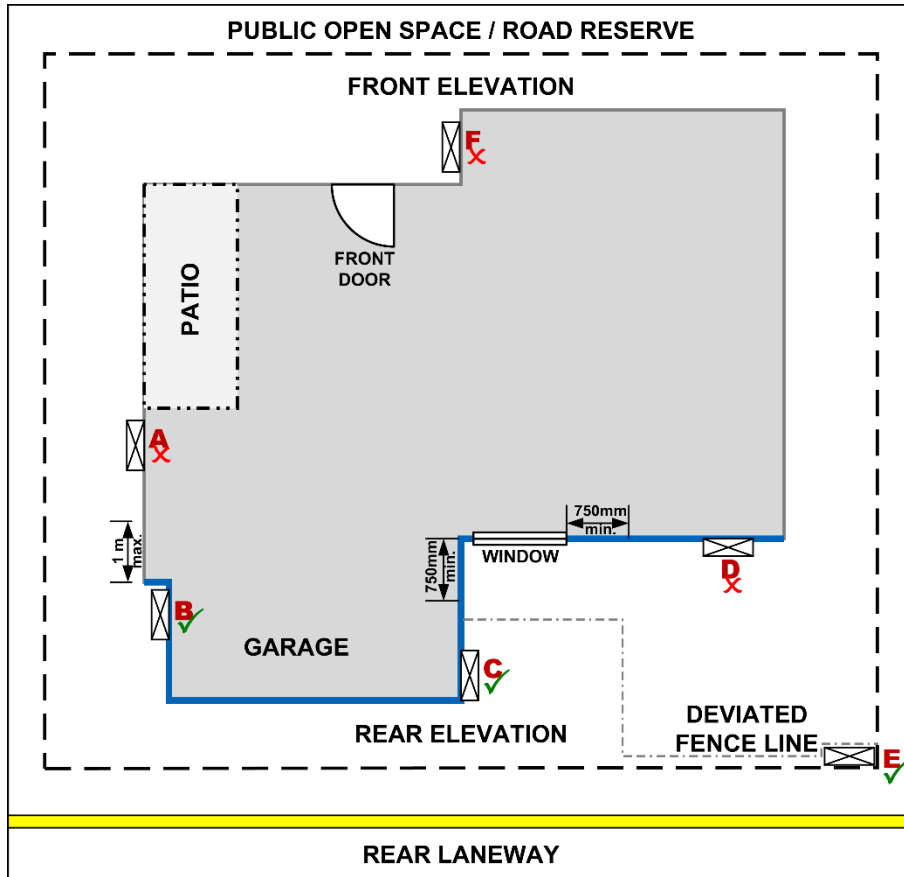 PUBLIC OPEN SPACE / ROAD RESERVE
FRONT ELEVATION
F
FRONT
DOOR
PATIO
A
1 m
max.
750mm
min.
WINDOW
750mm
min.
D
B
GARAGE
C
REAR ELEVATION
DEVIATED
FENCE LINE
E
REAR LANEWAY